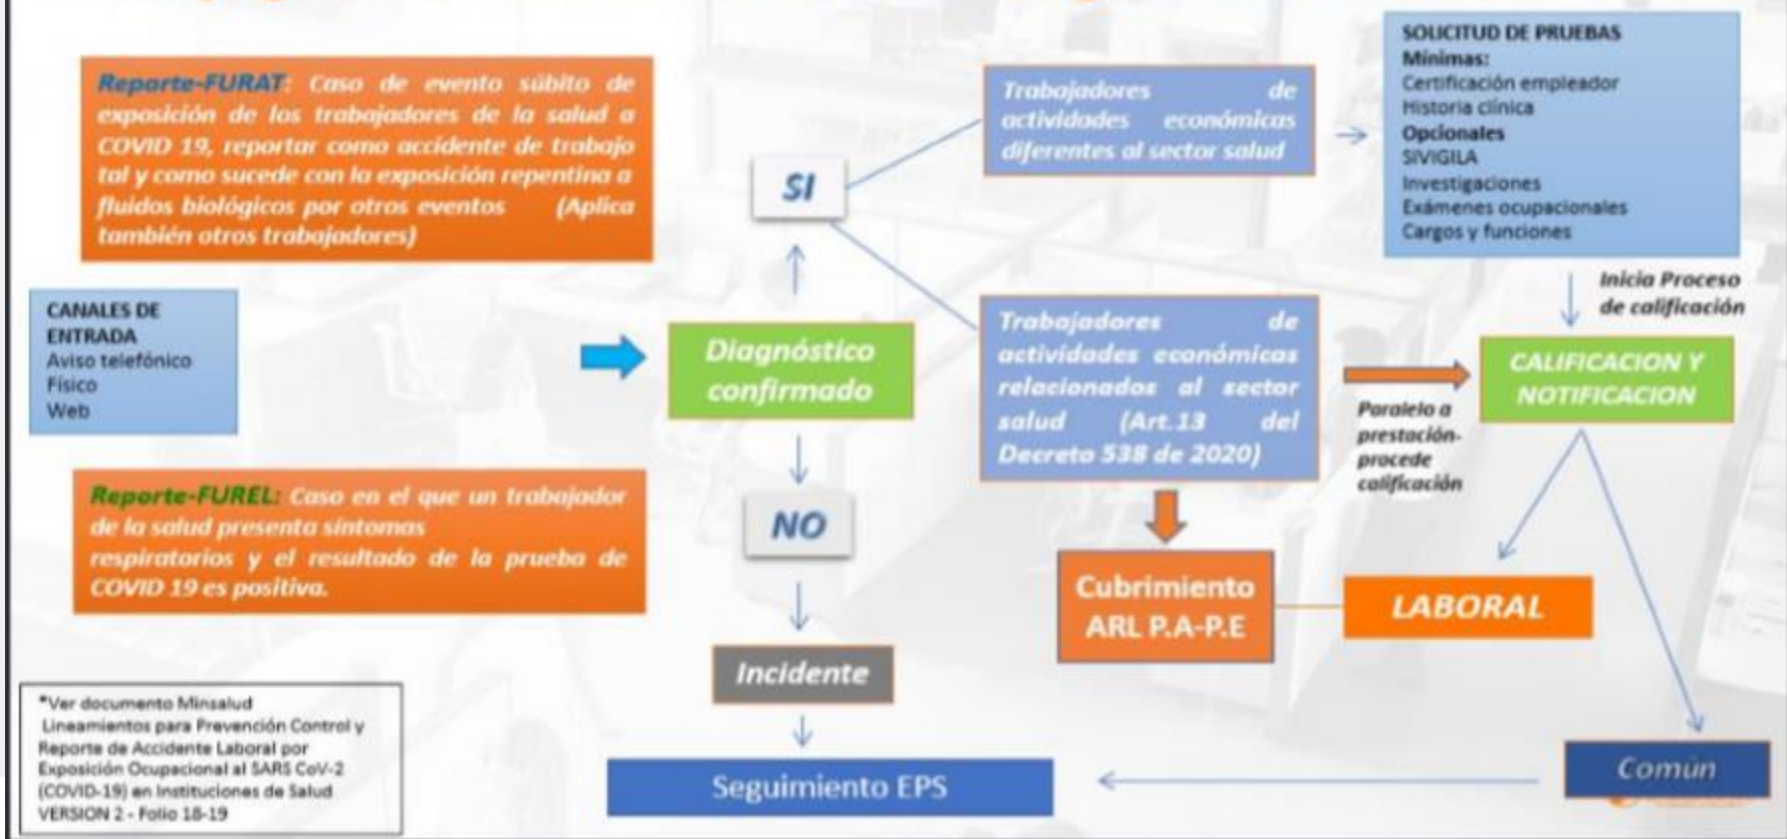 Reporte-FURAT: Caso de evento súbito de
exposición de los trabajadores de la salud a
COVID 19, reportar como accidente de trabajo
tal y como sucede con la exposición repentina a
fluidos biológicos por otros eventos (Aplica
también otros trabajadores)
CANALES DE
ENTRADA
Aviso telefónico
Físico
Web
Reporte-FUREL: Caso en el que un trabajador
de la salud presenta síntomas
respiratorios y el resultado de la prueba de
COVID 19 es positiva.
*Ver documento Minsalud
Lineamientos para Prevención Control y
Reporte de Accidente Laboral por
Exposición Ocupacional al SARS CoV-2
(COVID-19) en Instituciones de Salud
VERSION 2 - Folio 18-19
SI
Diagnóstico
confirmado
NO
Incidente
Seguimiento EPS
Trabajadores de
actividades económicas
diferentes al sector salud
Trabajadores de
actividades económicas
relacionados al sector
salud (Art.13 del
Decreto 538 de 2020)
Cubrimiento
ARL P.A-P.E
SOLICITUD DE PRUEBAS
Mínimas:
Certificación empleador
Historia clínica
Opcionales
SIVIGILA
Investigaciones
Exámenes ocupacionales
Cargos y funciones
Inicia Proceso
de calificación
CALIFICACION Y
NOTIFICACION
Paralelo a
prestación-
procede
calificación
LABORAL
Común